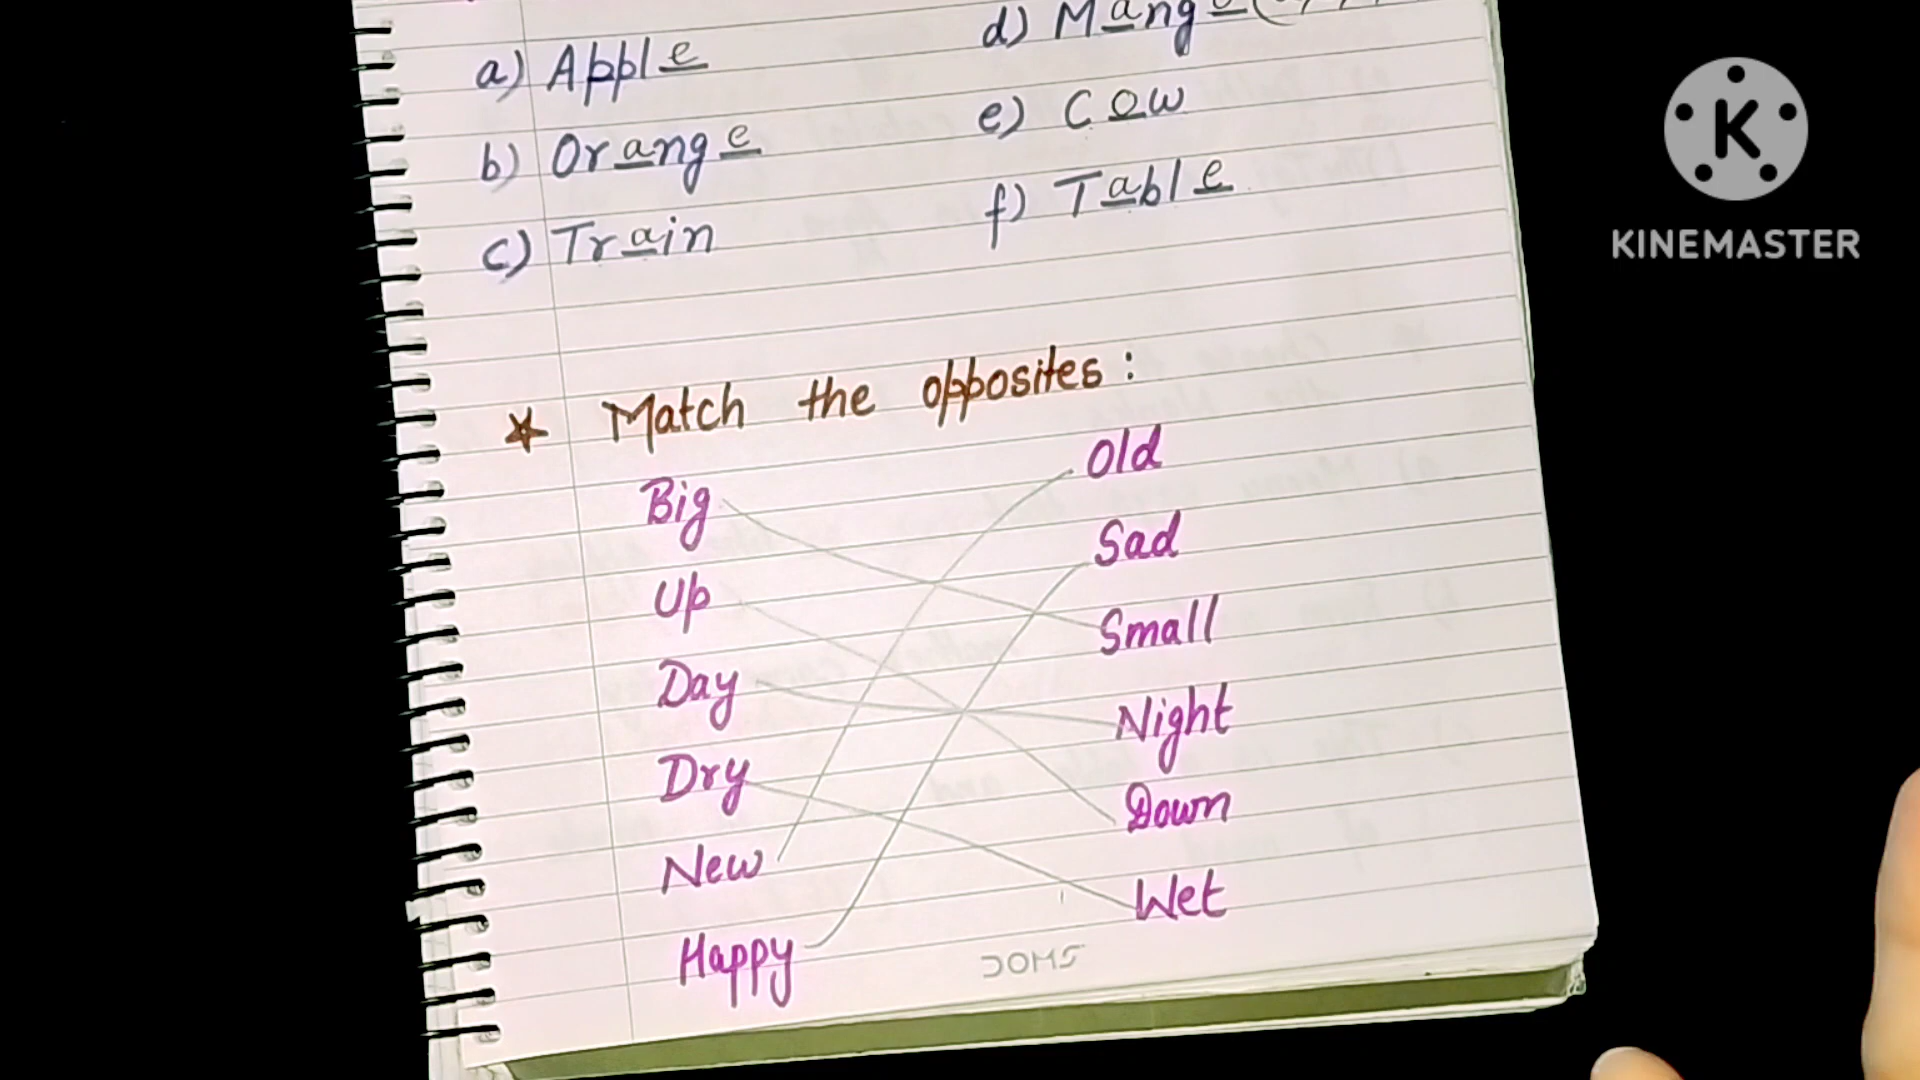 a) Apple
b) Orange
c) Train
d) Mango
e) Cow
f) Table
K
KINEMASTER
* Match the opposites :
Big Old
Up Sad
Day Small
Dry Night
New Down
Happy Wet
DOMS